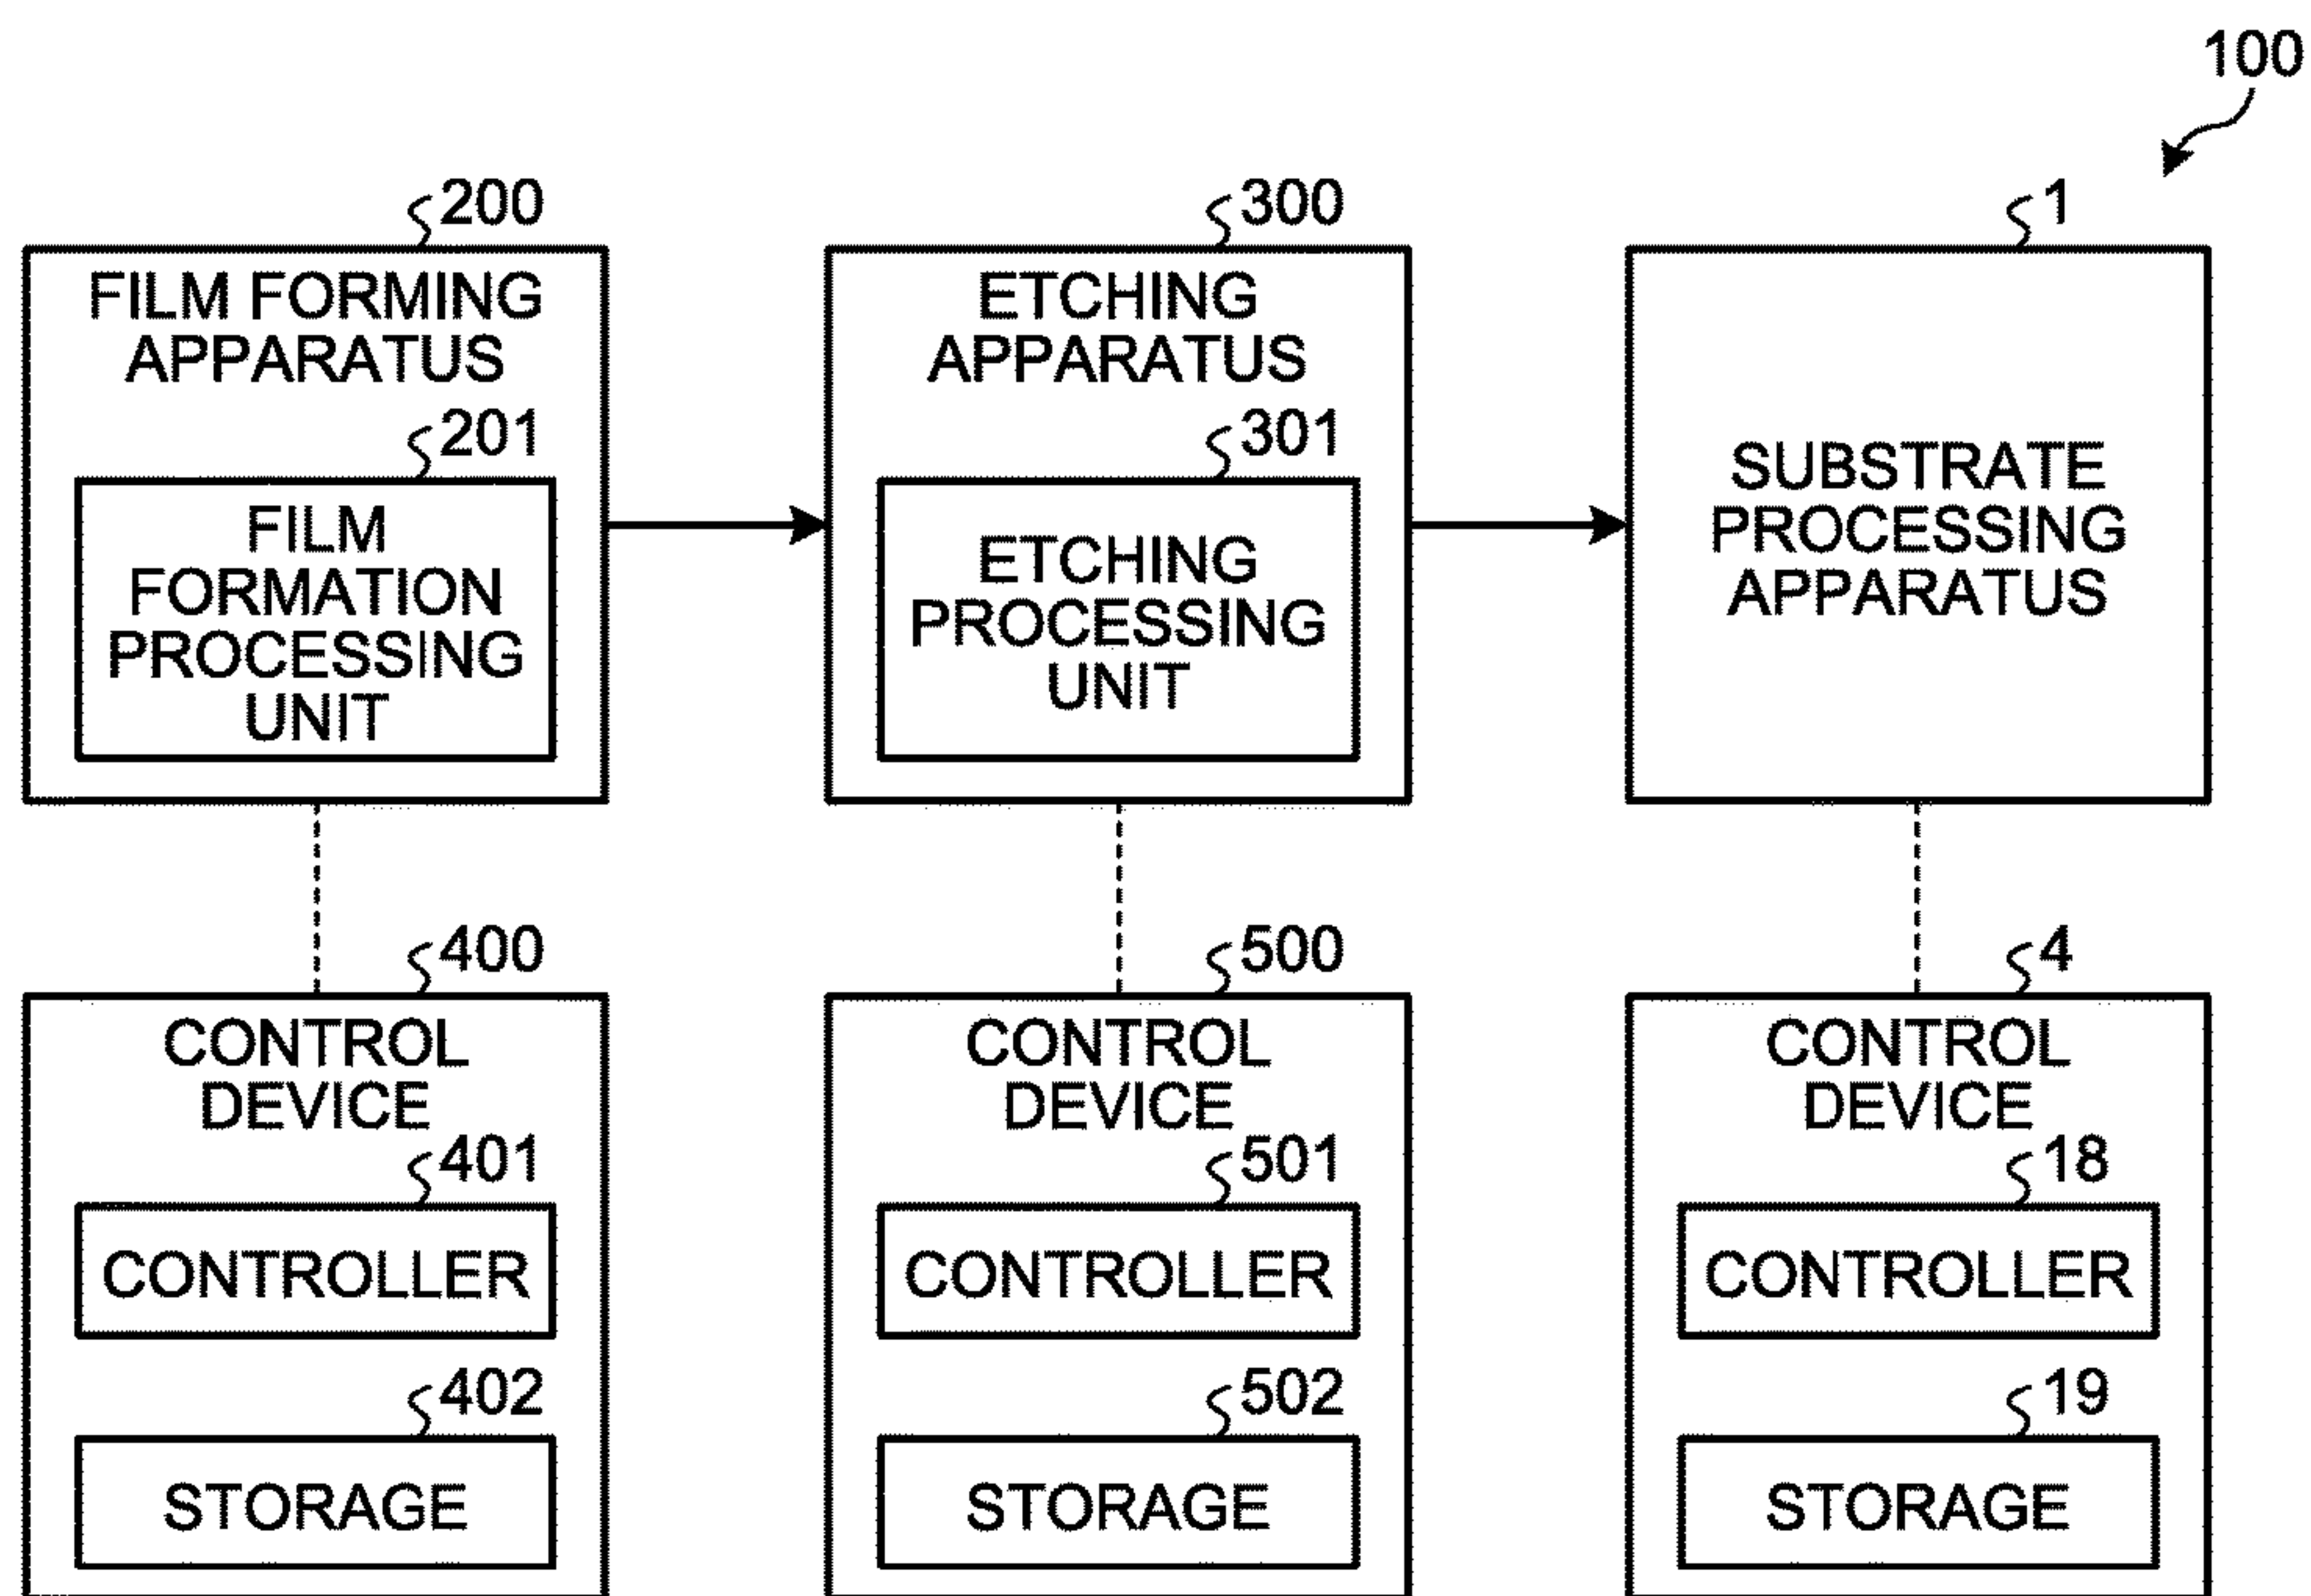 100
200
FILM FORMING
APPARATUS
201
FILM
FORMATION
PROCESSING
UNIT
300
ETCHING
APPARATUS
301
ETCHING
PROCESSING
UNIT
1
SUBSTRATE
PROCESSING
APPARATUS
400
CONTROL
DEVICE
401
CONTROLLER
402
STORAGE
500
CONTROL
DEVICE
501
CONTROLLER
502
STORAGE
4
CONTROL
DEVICE
18
CONTROLLER
19
STORAGE